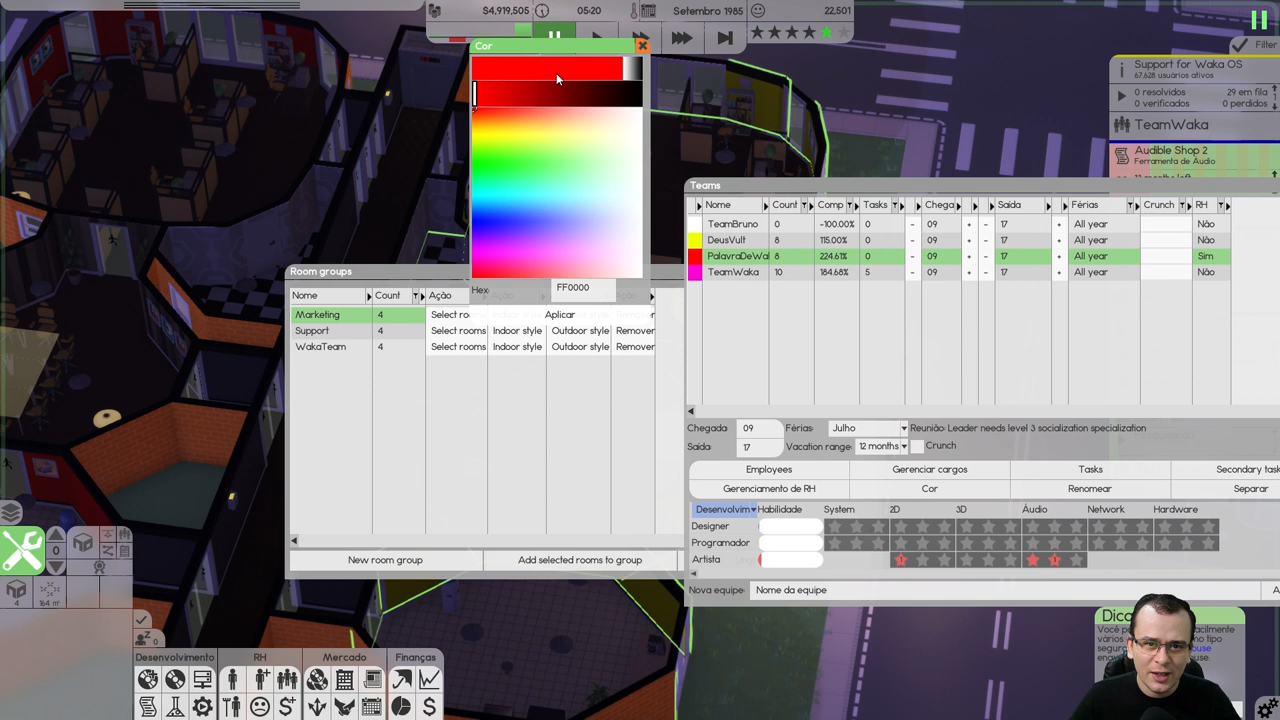 $4,919,505
05:20
Setembro 1985
22,501
Filter
Cor
Support for Waka OS
67,628 usuários ativos
0 resolvidos 29 em fila
0 verificados 0 perdidos
TeamWaka
Audible Shop 2
Ferramenta de Áudio
Teams
Nome Count Comp Tasks Chega Saída Férias Crunch RH
TeamBruno 0 -100.00% 0 - 09 + - 17 + All year Não
DeusVult 8 115.00% 0 - 09 + - 17 + All year Não
PalavraDeWal 8 224.61% 0 - 09 + - 17 + All year Sim
TeamWaka 10 184.68% 5 - 09 + - 17 + All year Não
Room groups
Hex FF0000
Nome Count Ação
Marketing 4 Select ro Aplicar
Support 4 Select rooms Indoor style Outdoor style Remover
WakaTeam 4 Select rooms Indoor style Outdoor style Remover
New room group Add selected rooms to group
Chegada: 09 Férias: Julho Reunião: Leader needs level 3 socialization specialization
Saída: 17 Vacation range: 12 months Crunch
Employees Gerenciar cargos Tasks Secondary task
Gerenciamento de RH Cor Renomear Separar
Desenvolvim Habilidade System 2D 3D Áudio Network Hardware
Designer
Programador
Artista
Nova equipe: Nome da equipe A
0
4 164 m²
0
Desenvolvimento RH Mercado Finanças
Dica